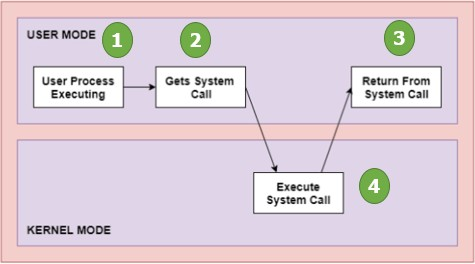 USER MODE
1
2
3
User Process
Executing
Gets System
Call
Return From
System Call
Execute
System Call
4
KERNEL MODE